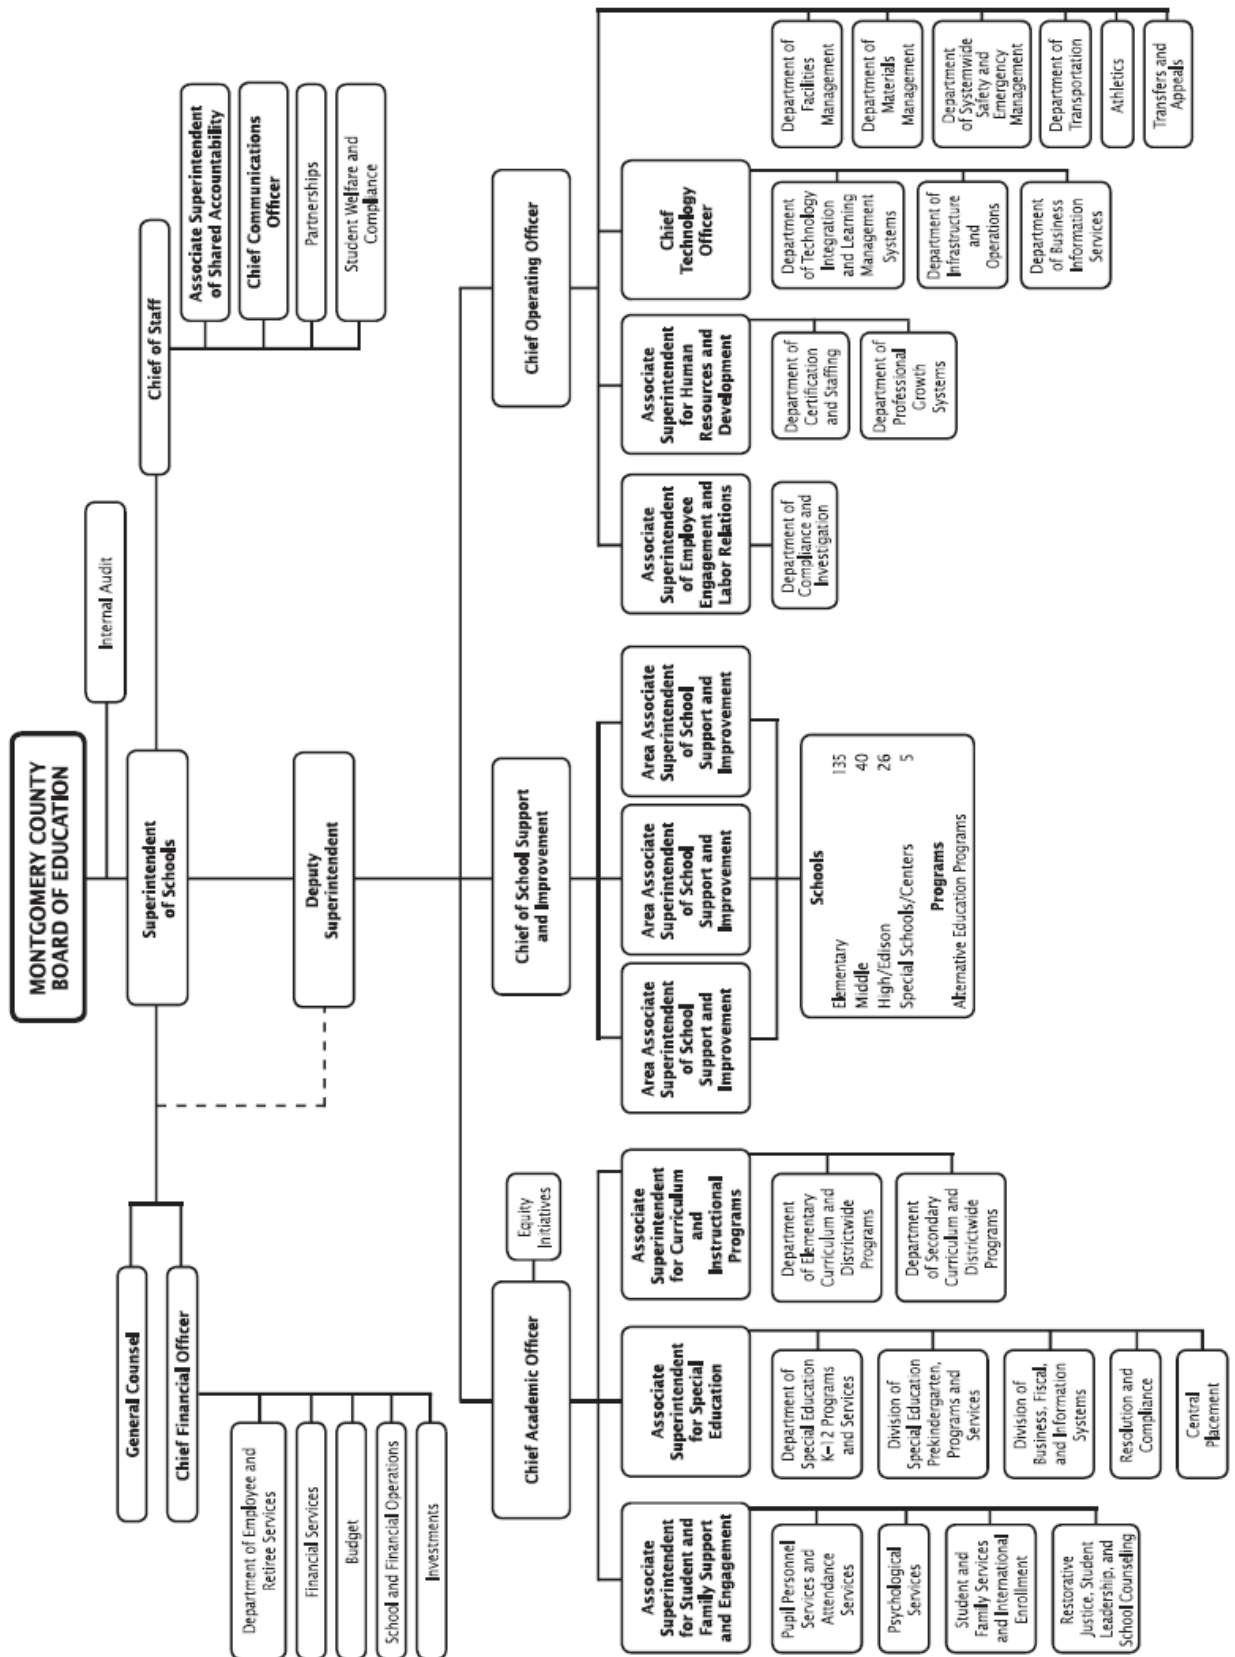 MONTGOMERY COUNTY
BOARD OF EDUCATION
Internal Audit
Superintendent
of Schools
General Counsel
Chief Financial Officer
Department of Employee and
Retiree Services
Financial Services
Budget
School and Financial Operations
Investments
Chief of Staff
Associate Superintendent
of Shared Accountability
Chief Communications
Officer
Partnerships
Student Welfare and
Compliance
Deputy
Superintendent
Chief Academic Officer
Equity
Initiatives
Chief of School Support
and Improvement
Chief Operating Officer
Associate
Superintendent
for Student and
Family Support
and Engagement
Pupil Personnel
Services and
Attendance
Services
Psychological
Services
Student and
Family Services
and International
Enrollment
Restorative
Justice, Student
Leadership, and
School Counseling
Associate
Superintendent
for Special
Education
Department of
Special Education
K–12 Programs
and Services
Division of
Special Education
Prekindergarten,
Programs and
Services
Division of
Business, Fiscal,
and Information
Systems
Resolution and
Compliance
Central
Placement
Associate
Superintendent
for Curriculum
and
Instructional
Programs
Department
of Elementary
Curriculum and
Districtwide
Programs
Department
of Secondary
Curriculum and
Districtwide
Programs
Area Associate
Superintendent
of School
Support and
Improvement
Area Associate
Superintendent
of School
Support and
Improvement
Area Associate
Superintendent
of School
Support and
Improvement
Schools
Elementary 135
Middle 40
High/Edison 26
Special Schools/Centers 5
Programs
Alternative Education Programs
Associate
Superintendent
of Employee
Engagement and
Labor Relations
Department of
Compliance and
Investigation
Associate
Superintendent
for Human
Resources and
Development
Department of
Certification
and Staffing
Department of
Professional
Growth
Systems
Chief
Technology
Officer
Department
of Technology
Integration
and Learning
Management
Systems
Department of
Infrastructure
and
Operations
Department
of Business
Information
Services
Department of
Facilities
Management
Department of
Materials
Management
Department
of Systemwide
Safety and
Emergency
Management
Department of
Transportation
Athletics
Transfers and
Appeals